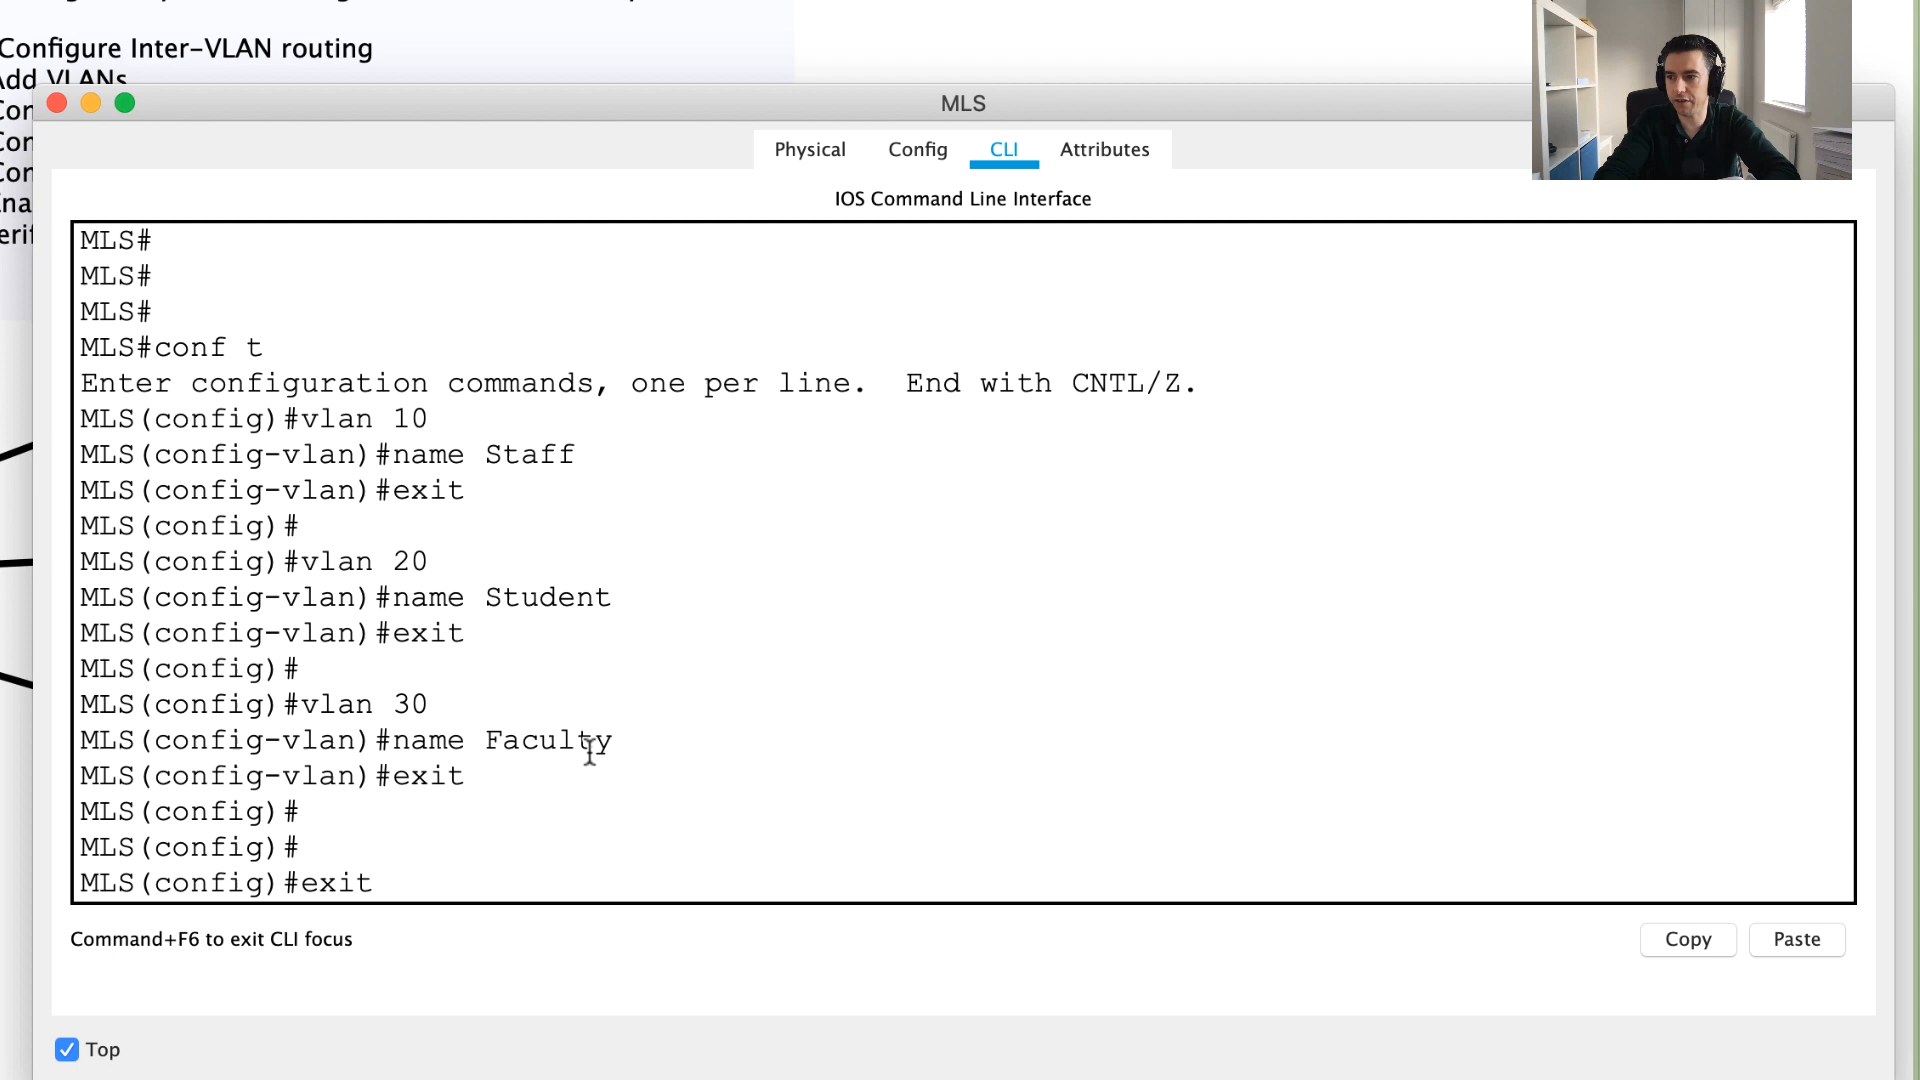 Configure Inter-VLAN routing
Add VLANs
MLS
Physical Config CLI Attributes
IOS Command Line Interface
MLS#
MLS#
MLS#
MLS#conf t
Enter configuration commands, one per line.  End with CNTL/Z.
MLS(config)#vlan 10
MLS(config-vlan)#name Staff
MLS(config-vlan)#exit
MLS(config)#
MLS(config)#vlan 20
MLS(config-vlan)#name Student
MLS(config-vlan)#exit
MLS(config)#
MLS(config)#vlan 30
MLS(config-vlan)#name Faculty
MLS(config-vlan)#exit
MLS(config)#
MLS(config)#
MLS(config)#exit
Command+F6 to exit CLI focus
Copy Paste
Top